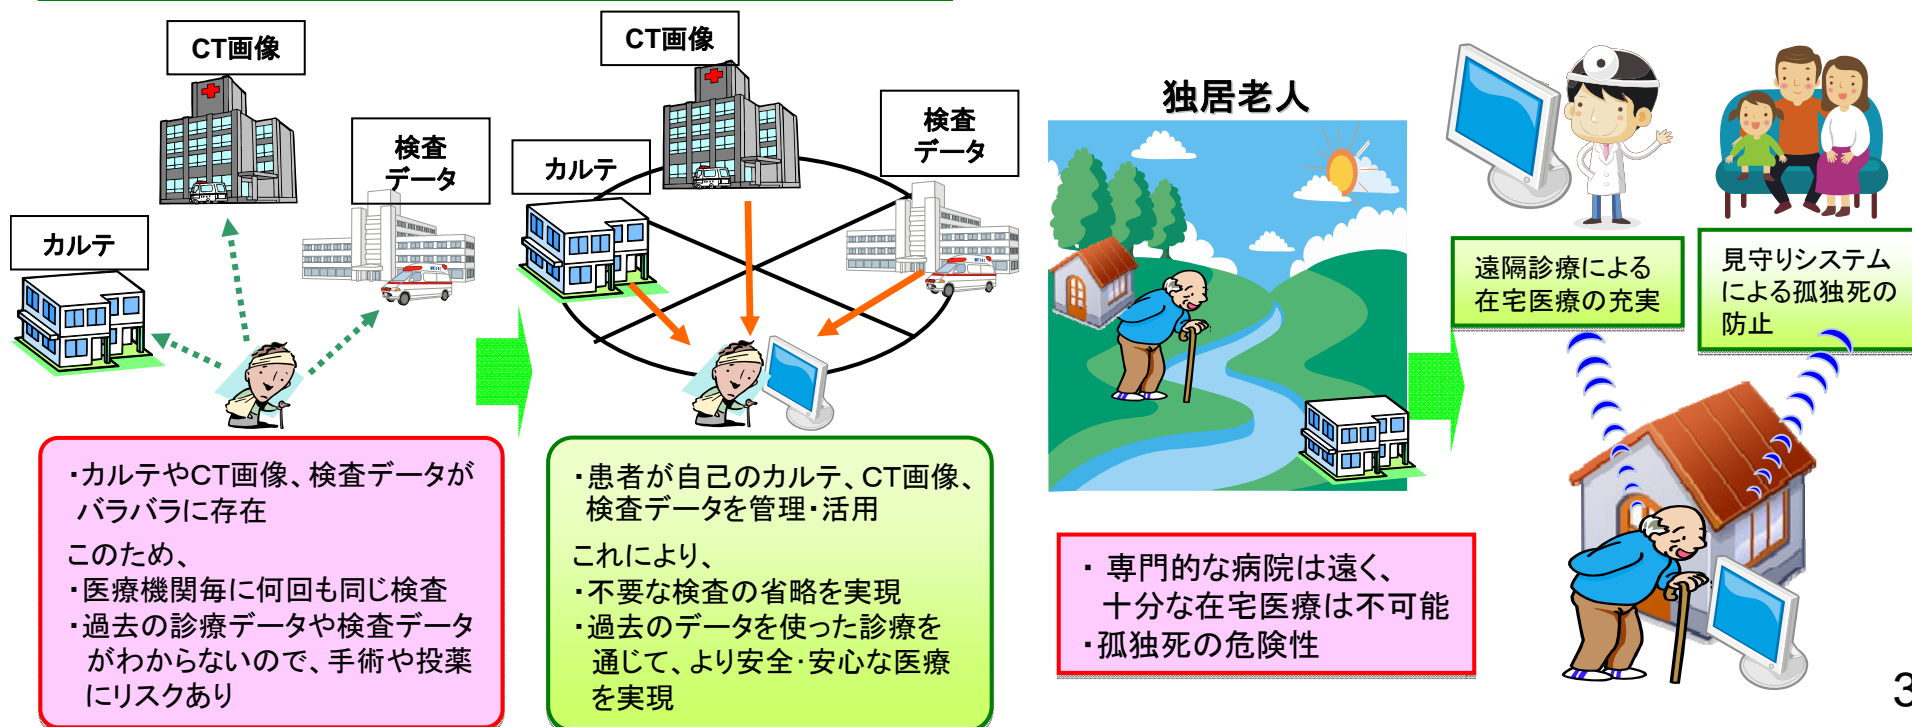 CT画像
検査
データ
カルテ
・カルテやCT画像、検査データが
バラバラに存在
このため、
・医療機関毎に何回も同じ検査
・過去の診療データや検査データ
がわからないので、手術や投薬
にリスクあり
CT画像
検査
データ
カルテ
・患者が自己のカルテ、CT画像、
検査データを管理・活用
これにより、
・不要な検査の省略を実現
・過去のデータを使った診療を
通じて、より安全・安心な医療
を実現
独居老人
・ 専門的な病院は遠く、
十分な在宅医療は不可能
・孤独死の危険性
遠隔診療による
在宅医療の充実
見守りシステム
による孤独死の
防止
3